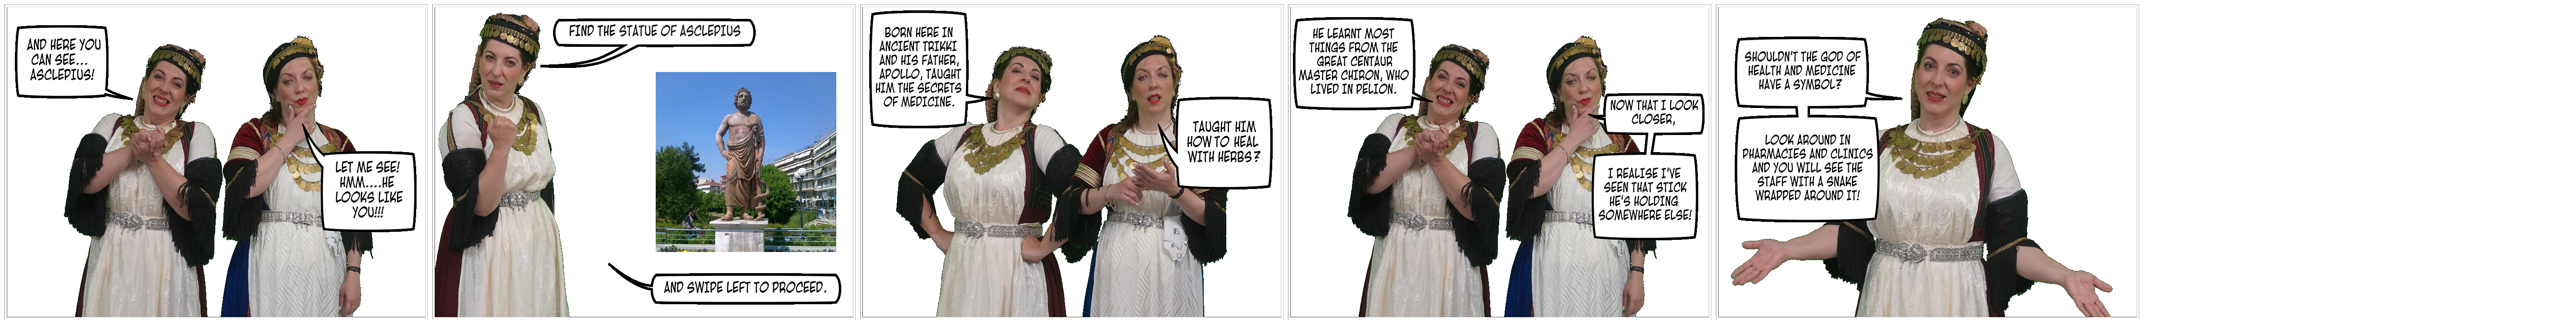 AND HERE YOU
CAN SEE...
ASCLEPIUS!
LET ME SEE!
HMM....HE
LOOKS LIKE
YOU!!!
FIND THE STATUE OF ASCLEPIUS
AND SWIPE LEFT TO PROCEED.
BORN HERE IN
ANCIENT TRIKKI
AND HIS FATHER,
APOLLO, TAUGHT
HIM THE SECRETS
OF MEDICINE.
TAUGHT HIM
HOW TO HEAL
WITH HERBS?
HE LEARNT MOST
THINGS FROM THE
GREAT CENTAUR
MASTER CHIRON, WHO
LIVED IN PELION.
NOW THAT I LOOK
CLOSER,
I REALISE I'VE
SEEN THAT STICK
HE'S HOLDING
SOMEWHERE ELSE!
SHOULDN'T THE GOD OF
HEALTH AND MEDICINE
HAVE A SYMBOL?
LOOK AROUND IN
PHARMACIES AND CLINICS
AND YOU WILL SEE THE
STAFF WITH A SNAKE
WRAPPED AROUND IT!